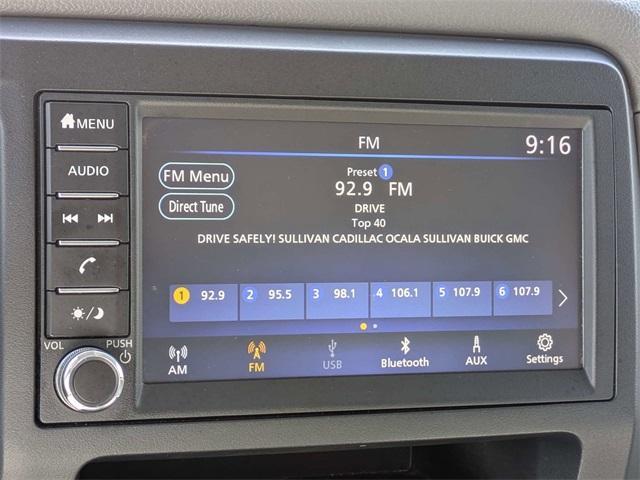 MENU
AUDIO
VOL PUSH
FM 9:16
FM Menu
Direct Tune
Preset 1
92.9 FM
DRIVE
Top 40
DRIVE SAFELY! SULLIVAN CADILLAC OCALA SULLIVAN BUICK GMC
1 92.9 2 95.5 3 98.1 4 106.1 5 107.9 6 107.9
AM FM USB Bluetooth AUX Settings